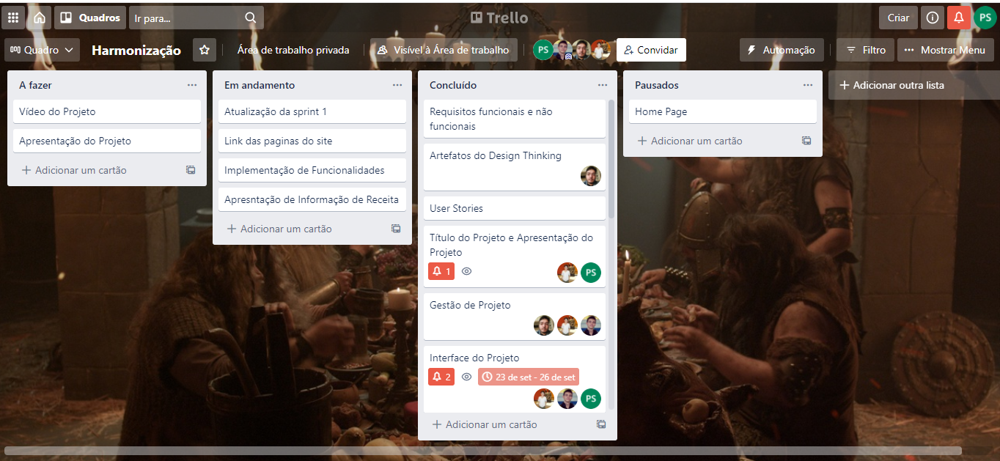 Quadros
Ir para...
Trello
Criar
PS
Quadro
Harmonização
Área de trabalho privada
Visível à Área de trabalho
PS
Convidar
Automação
Filtro
Mostrar Menu
A fazer
Vídeo do Projeto
Apresentação do Projeto
Adicionar um cartão
Em andamento
Atualização da sprint 1
Link das paginas do site
Implementação de Funcionalidades
Apresntação de Informação de Receita
Adicionar um cartão
Concluído
Requisitos funcionais e não
funcionais
Artefatos do Design Thinking
User Stories
Título do Projeto e Apresentação do
Projeto
1
PS
Gestão de Projeto
Interface do Projeto
2
23 de set - 26 de set
PS
Adicionar um cartão
Pausados
Home Page
Adicionar um cartão
Adicionar outra lista